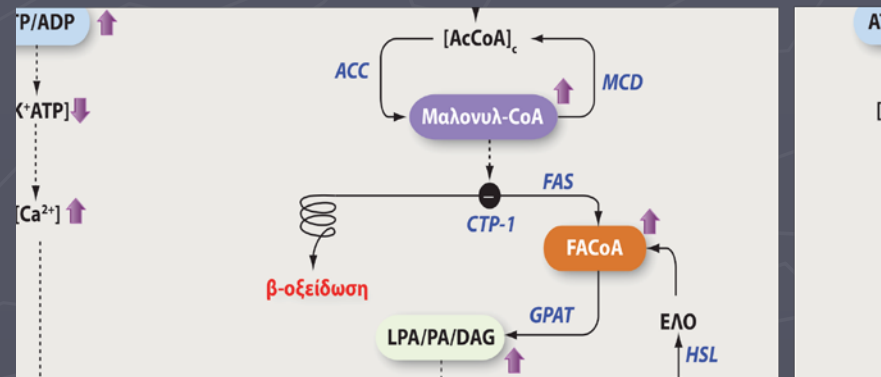 TP/ADP
[AcCoA]c
ACC
MCD
K⁺ATP]
Μαλονυλ-CoA
FAS
[Ca²⁺]
CTP-1
FACoA
β-οξείδωση
GPAT
ΕΛΟ
LPA/PA/DAG
HSL